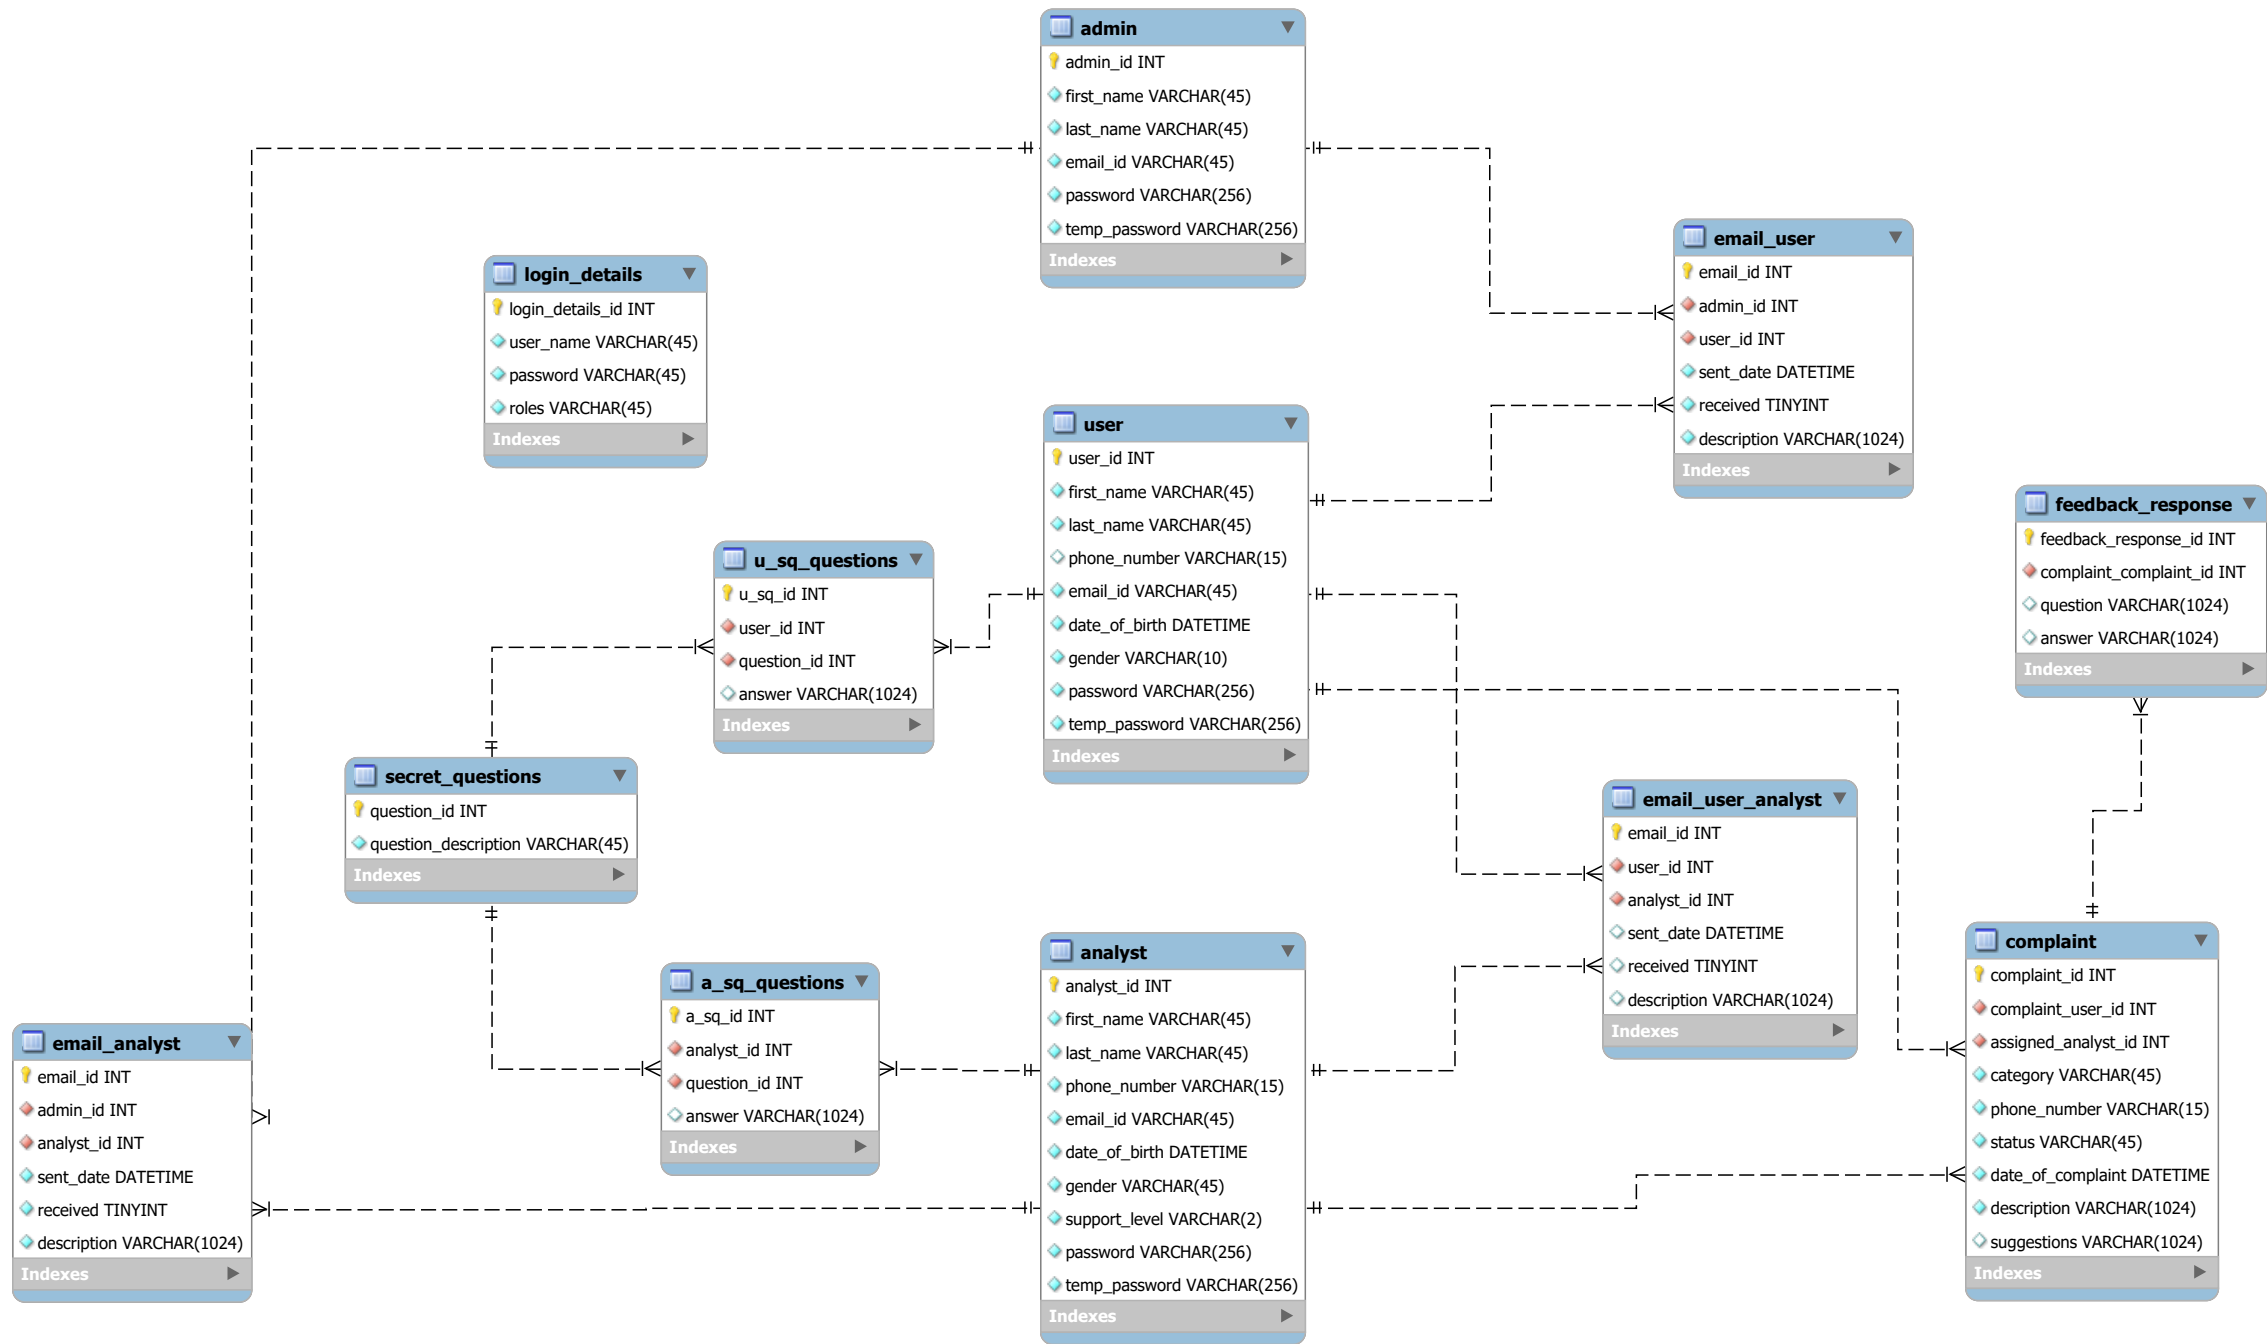 admin
admin_id INT
first_name VARCHAR(45)
last_name VARCHAR(45)
email_id VARCHAR(45)
password VARCHAR(256)
temp_password VARCHAR(256)
Indexes
email_user
email_id INT
admin_id INT
user_id INT
sent_date DATETIME
received TINYINT
description VARCHAR(1024)
Indexes
login_details
login_details_id INT
user_name VARCHAR(45)
password VARCHAR(45)
roles VARCHAR(45)
Indexes
user
user_id INT
first_name VARCHAR(45)
last_name VARCHAR(45)
phone_number VARCHAR(15)
email_id VARCHAR(45)
date_of_birth DATETIME
gender VARCHAR(10)
password VARCHAR(256)
temp_password VARCHAR(256)
Indexes
feedback_response
feedback_response_id INT
complaint_complaint_id INT
question VARCHAR(1024)
answer VARCHAR(1024)
Indexes
u_sq_questions
u_sq_id INT
user_id INT
question_id INT
answer VARCHAR(1024)
Indexes
secret_questions
question_id INT
question_description VARCHAR(45)
Indexes
email_user_analyst
email_id INT
user_id INT
analyst_id INT
sent_date DATETIME
received TINYINT
description VARCHAR(1024)
Indexes
complaint
complaint_id INT
complaint_user_id INT
assigned_analyst_id INT
category VARCHAR(45)
phone_number VARCHAR(15)
status VARCHAR(45)
date_of_complaint DATETIME
description VARCHAR(1024)
suggestions VARCHAR(1024)
Indexes
analyst
analyst_id INT
first_name VARCHAR(45)
last_name VARCHAR(45)
phone_number VARCHAR(15)
email_id VARCHAR(45)
date_of_birth DATETIME
gender VARCHAR(45)
support_level VARCHAR(2)
password VARCHAR(256)
temp_password VARCHAR(256)
Indexes
a_sq_questions
a_sq_id INT
analyst_id INT
question_id INT
answer VARCHAR(1024)
Indexes
email_analyst
email_id INT
admin_id INT
analyst_id INT
sent_date DATETIME
received TINYINT
description VARCHAR(1024)
Indexes